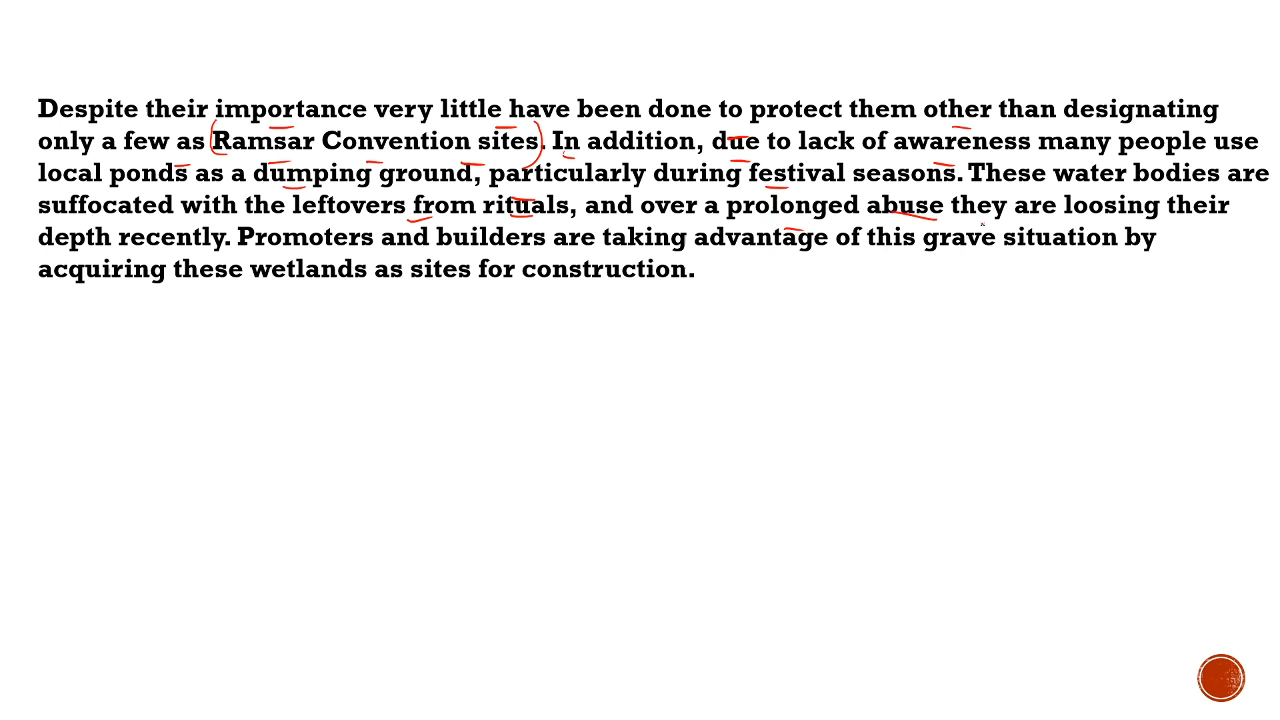 Despite their importance very little have been done to protect them other than designating
only a few as Ramsar Convention sites. In addition, due to lack of awareness many people use
local ponds as a dumping ground, particularly during festival seasons. These water bodies are
suffocated with the leftovers from rituals, and over a prolonged abuse they are loosing their
depth recently. Promoters and builders are taking advantage of this grave situation by
acquiring these wetlands as sites for construction.